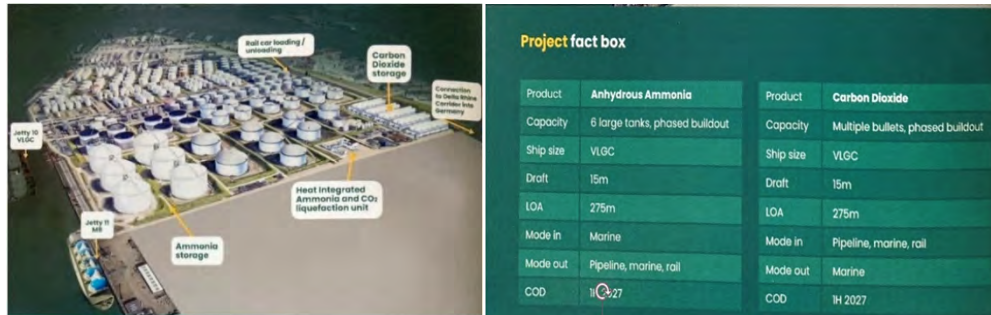 Rail car loading /
unloading
Carbon
Dioxide
storage
Connection
to Delta Rhine
Corridor into
Germany
Jetty 10
VLGC
Heat Integrated
Ammonia and CO₂
liquefaction unit
Jetty 11
MR
Ammonia
storage
Project fact box
Product Anhydrous Ammonia
Capacity 6 large tanks, phased buildout
Ship size VLGC
Draft 15m
LOA 275m
Mode in Marine
Mode out Pipeline, marine, rail
COD
Product Carbon Dioxide
Capacity Multiple bullets, phased buildout
Ship size VLGC
Draft 15m
LOA 275m
Mode in Pipeline, marine, rail
Mode out Marine
COD 1H 2027